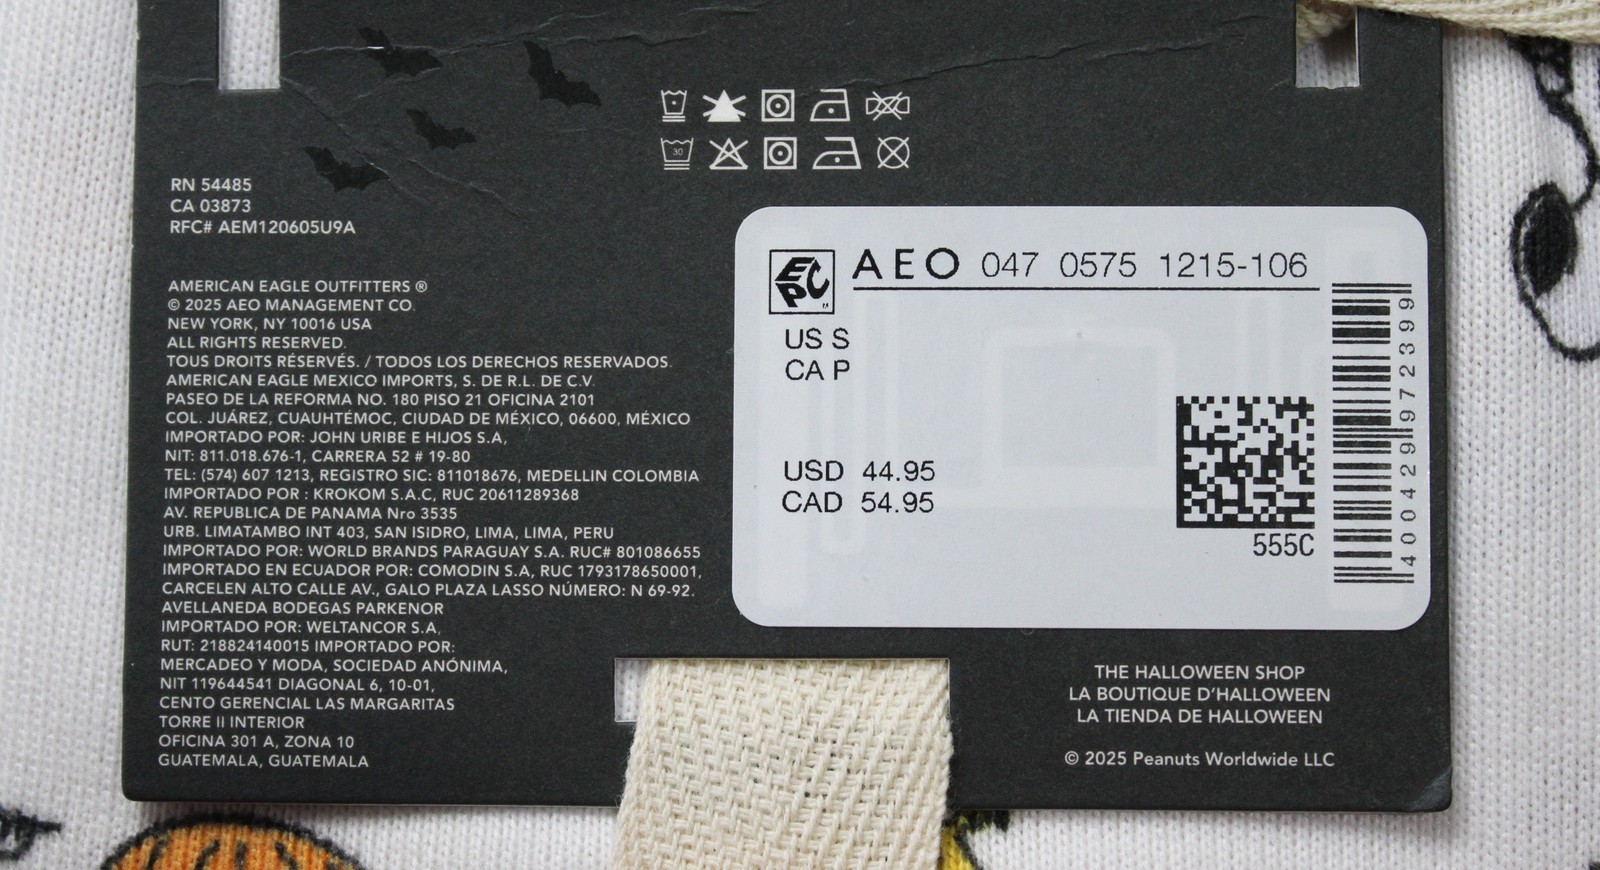 30
RN 54485
CA 03873
RFC# AEM120605U9A
AMERICAN EAGLE OUTFITTERS ®
© 2025 AEO MANAGEMENT CO.
NEW YORK, NY 10016 USA
ALL RIGHTS RESERVED.
TOUS DROITS RÉSERVÉS. / TODOS LOS DERECHOS RESERVADOS.
AMERICAN EAGLE MEXICO IMPORTS, S. DE R.L. DE C.V.
PASEO DE LA REFORMA NO. 180 PISO 21 OFICINA 2101
COL. JUÁREZ, CUAUHTÉMOC, CIUDAD DE MÉXICO, 06600, MÉXICO
IMPORTADO POR: JOHN URIBE E HIJOS S.A,
NIT: 811.018.676-1, CARRERA 52 # 19-80
TEL: (574) 607 1213, REGISTRO SIC: 811018676, MEDELLIN COLOMBIA
IMPORTADO POR : KROKOM S.A.C, RUC 20611289368
AV. REPUBLICA DE PANAMA Nro 3535
URB. LIMATAMBO INT 403, SAN ISIDRO, LIMA, LIMA, PERU
IMPORTADO POR: WORLD BRANDS PARAGUAY S.A. RUC# 801086655
IMPORTADO EN ECUADOR POR: COMODIN S.A, RUC 1793178650001,
CARCELEN ALTO CALLE AV., GALO PLAZA LASSO NÚMERO: N 69-92.
AVELLANEDA BODEGAS PARKENOR
IMPORTADO POR: WELTANCOR S.A,
RUT: 218824140015 IMPORTADO POR:
MERCADEO Y MODA, SOCIEDAD ANÓNIMA,
NIT 119644541 DIAGONAL 6, 10-01,
CENTO GERENCIAL LAS MARGARITAS
TORRE II INTERIOR
OFICINA 301 A, ZONA 10
GUATEMALA, GUATEMALA
EPC AEO 047 0575 1215-106
US S
CA P
USD 44.95
CAD 54.95
555C
400429972399
THE HALLOWEEN SHOP
LA BOUTIQUE D'HALLOWEEN
LA TIENDA DE HALLOWEEN
© 2025 Peanuts Worldwide LLC